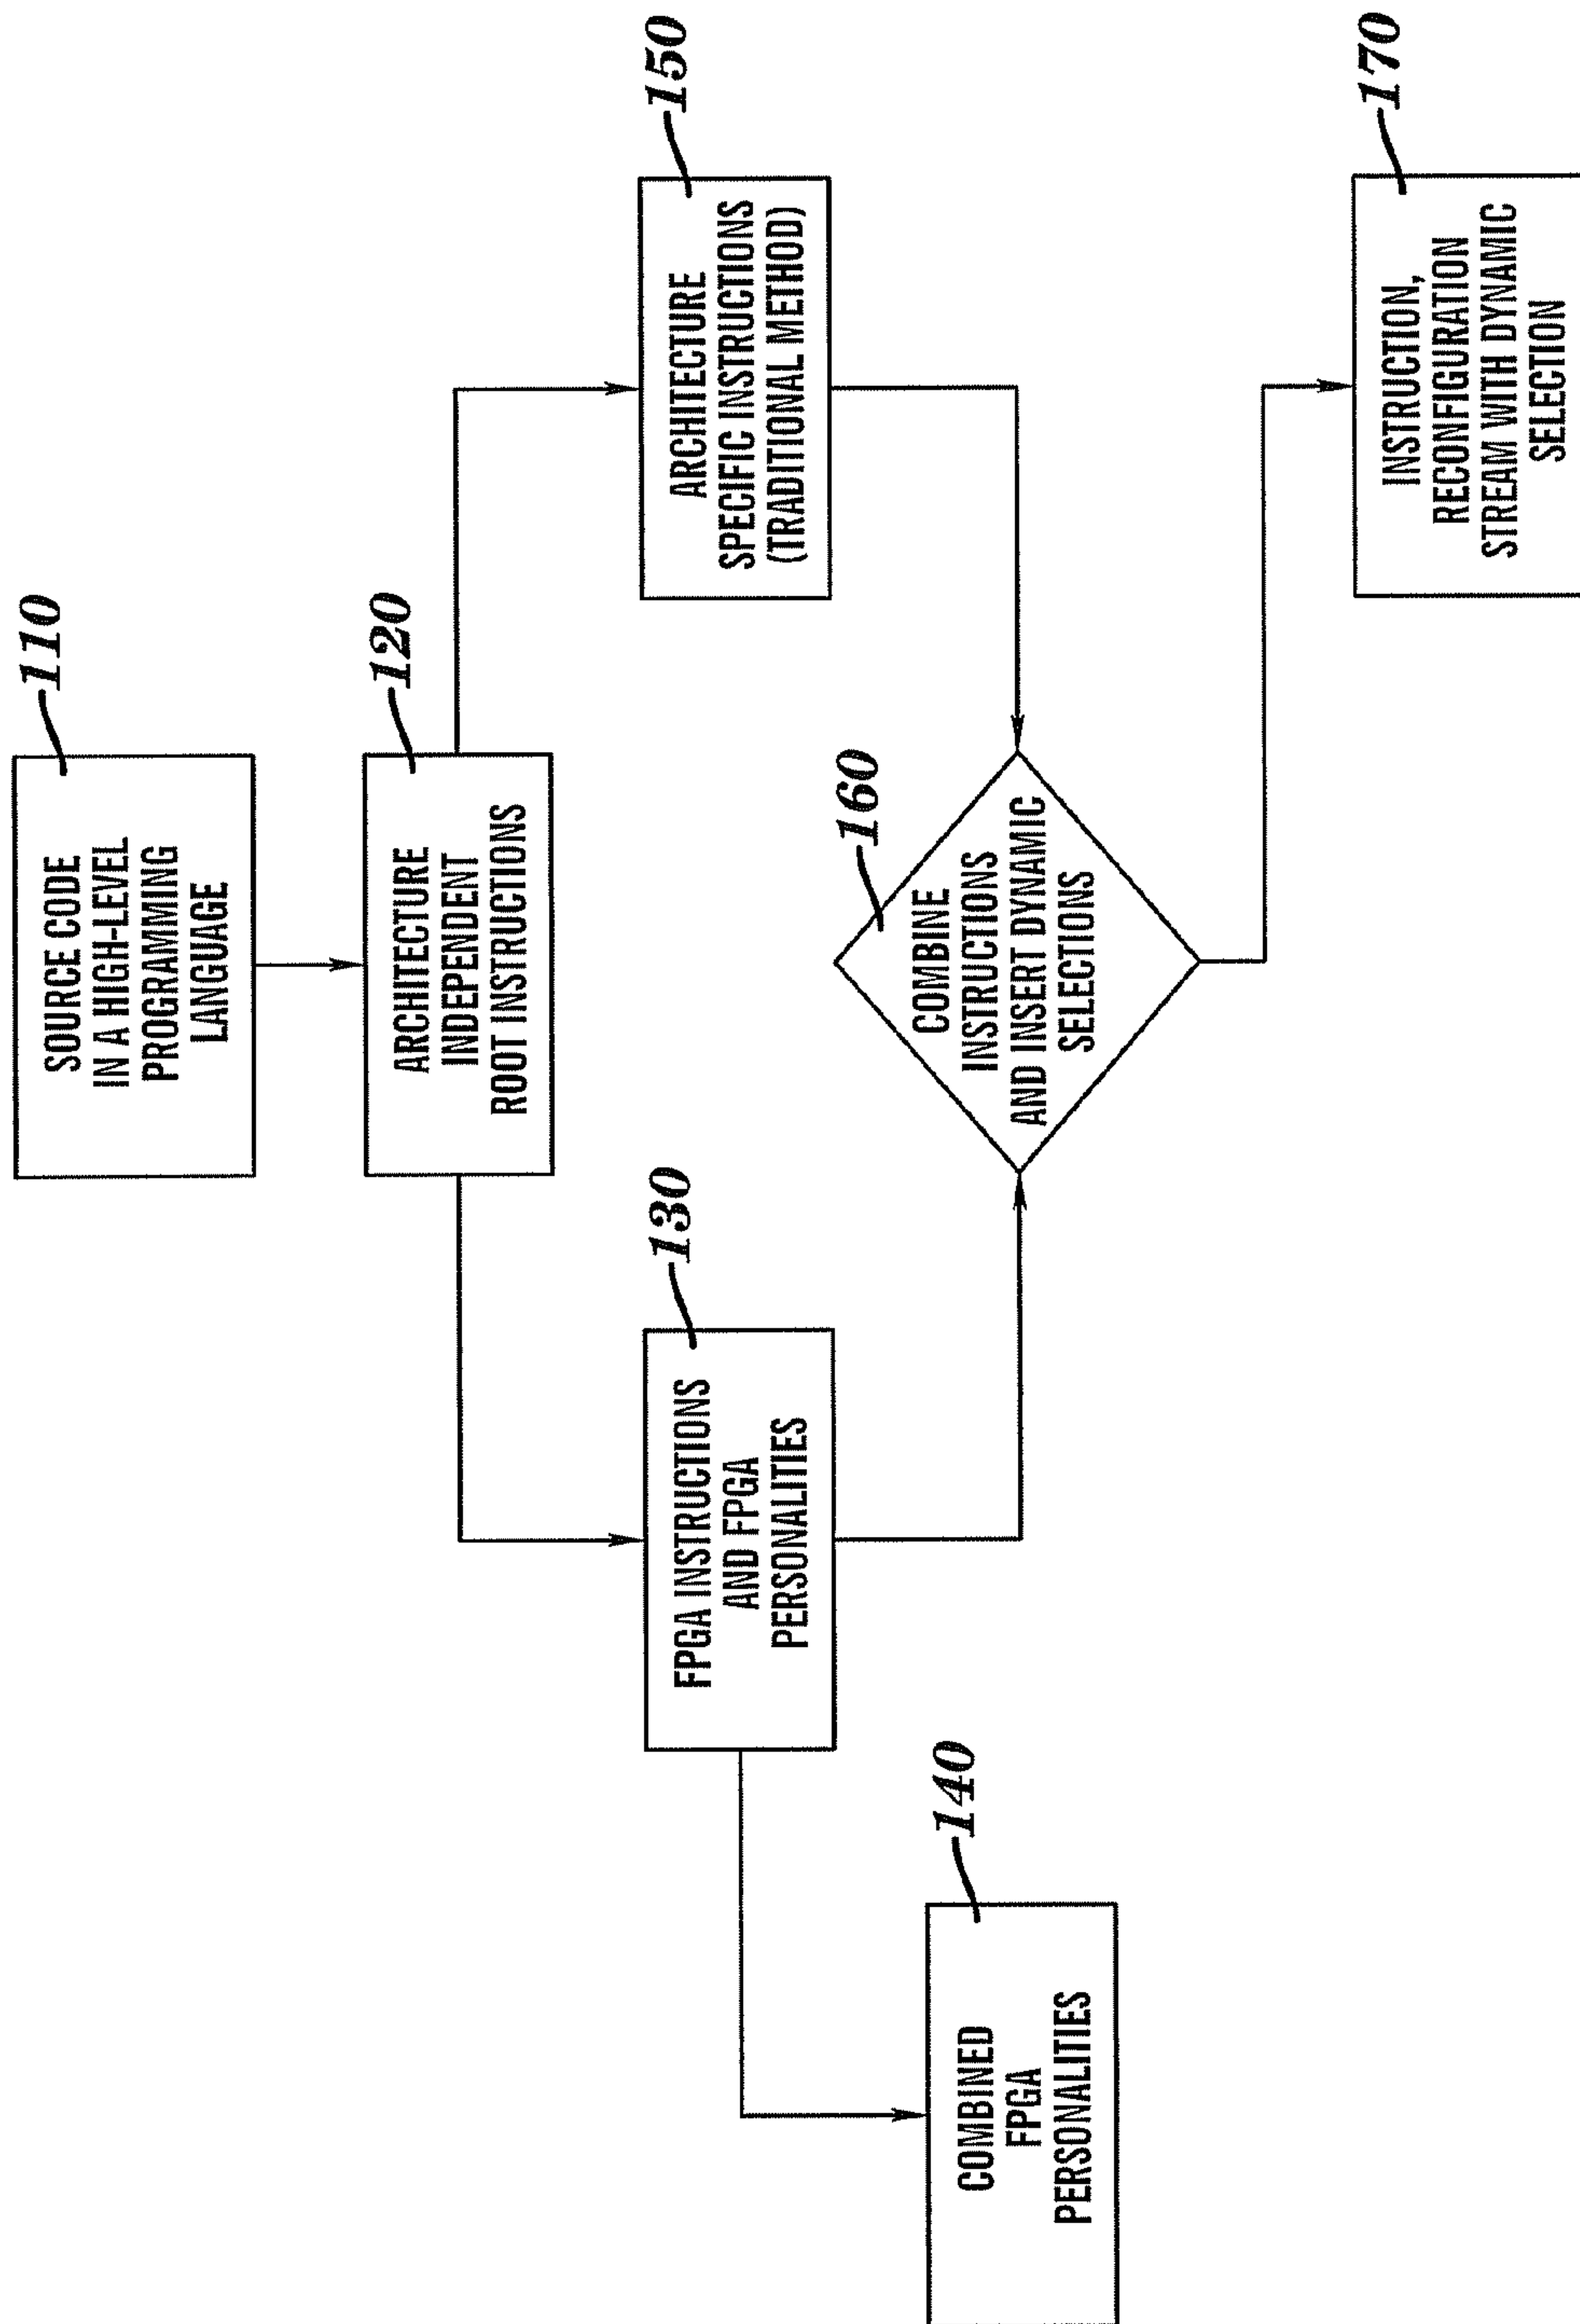 110
SOURCE CODE
IN A HIGH-LEVEL
PROGRAMMING
LANGUAGE
120
ARCHITECTURE
INDEPENDENT
ROOT INSTRUCTIONS
130
FPGA INSTRUCTIONS
AND FPGA
PERSONALITIES
150
ARCHITECTURE
SPECIFIC INSTRUCTIONS
(TRADITIONAL METHOD)
140
COMBINED
FPGA
PERSONALITIES
160
COMBINE
INSTRUCTIONS
AND INSERT DYNAMIC
SELECTIONS
170
INSTRUCTION,
RECONFIGURATION
STREAM WITH DYNAMIC
SELECTION